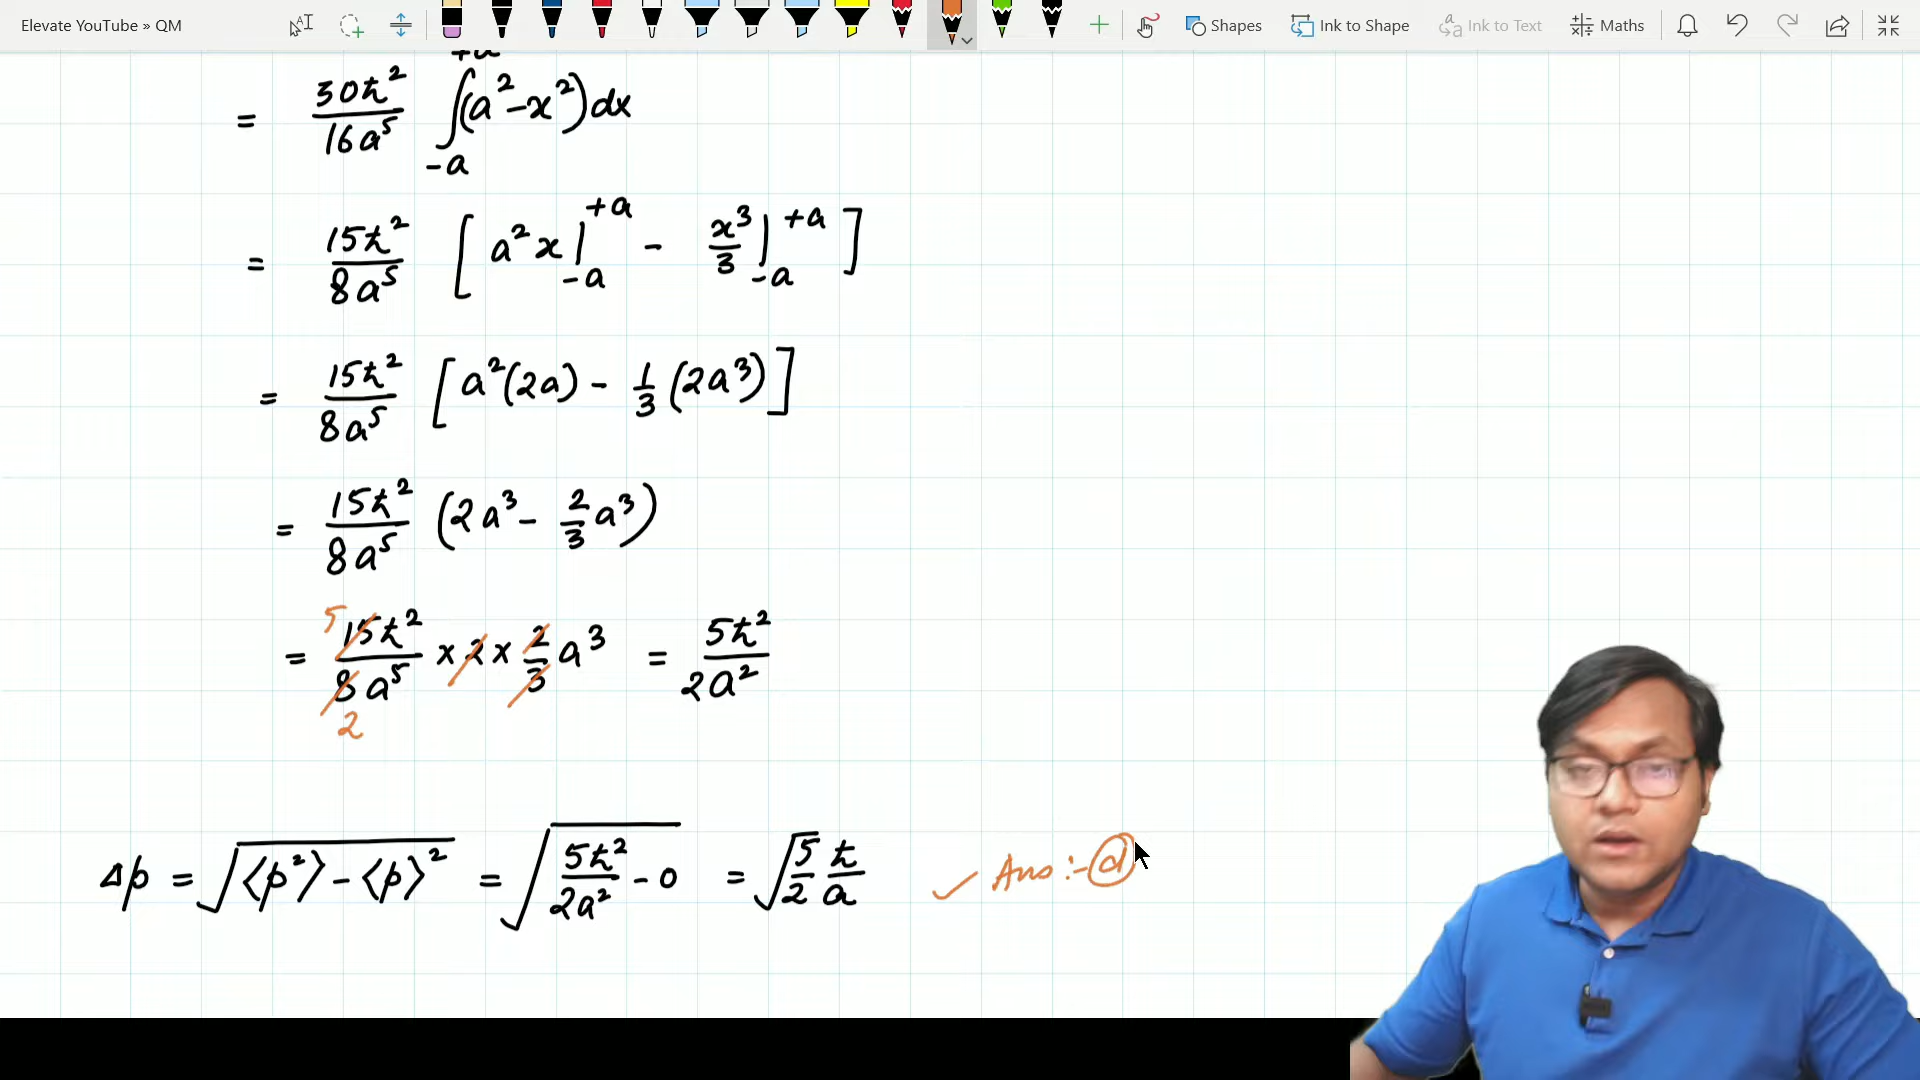 Elevate YouTube » QM
Shapes
Ink to Shape
Ink to Text
Maths
+a
= 30ℏ²/16a⁵ ∫(a²-x²)dx
-a
= 15ℏ²/8a⁵ [a²x|₋ₐ⁺ᵃ - x³/3|₋ₐ⁺ᵃ]
= 15ℏ²/8a⁵ [a²(2a) - 1/3 (2a³)]
= 15ℏ²/8a⁵ (2a³ - 2/3 a³)
5
= 15ℏ²/8a⁵ × 2 × 2/3 a³ = 5ℏ²/2a²
2
Δp = √⟨p²⟩-⟨p⟩² = √5ℏ²/2a² - 0 = √5/2 ℏ/a ✓ Ans :- (d)